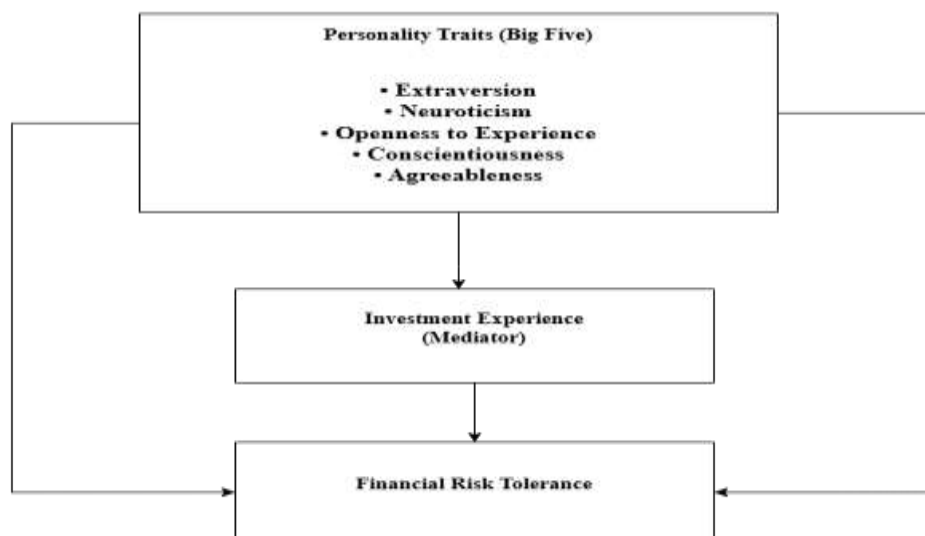 Personality Traits (Big Five)
• Extraversion
• Neuroticism
• Openness to Experience
• Conscientiousness
• Agreeableness
Investment Experience
(Mediator)
Financial Risk Tolerance